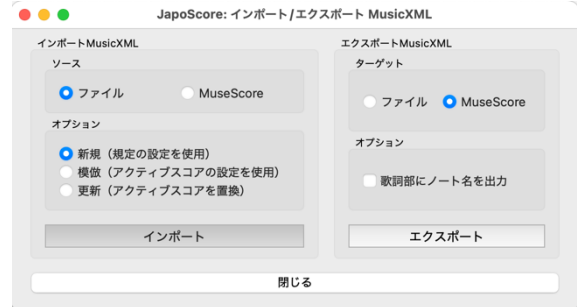 JapoScore: インポート/エクスポート MusicXML
インポートMusicXML
ソース
ファイル
MuseScore
オプション
新規（規定の設定を使用）
模倣（アクティブスコアの設定を使用）
更新（アクティブスコアを置換）
インポート
エクスポートMusicXML
ターゲット
ファイル
MuseScore
オプション
歌詞部にノート名を出力
エクスポート
閉じる